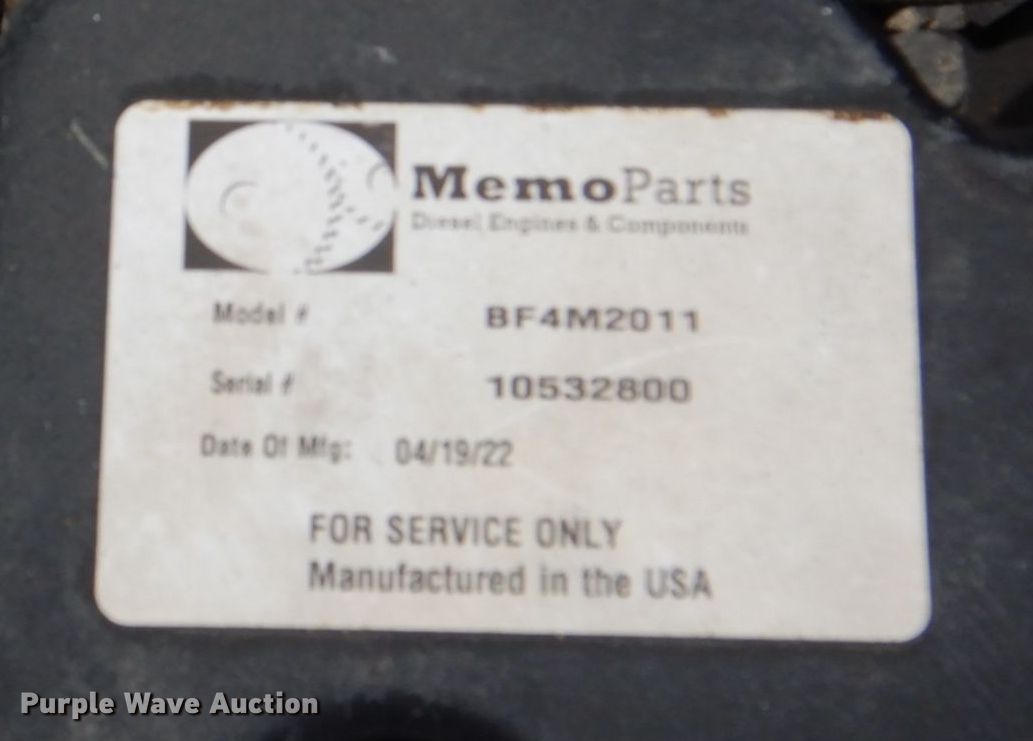 MemoParts
Diesel Engines & Components
Model # BF4M2011
Serial # 10532800
Date Of Mfg: 04/19/22
FOR SERVICE ONLY
Manufactured in the USA
Purple Wave Auction